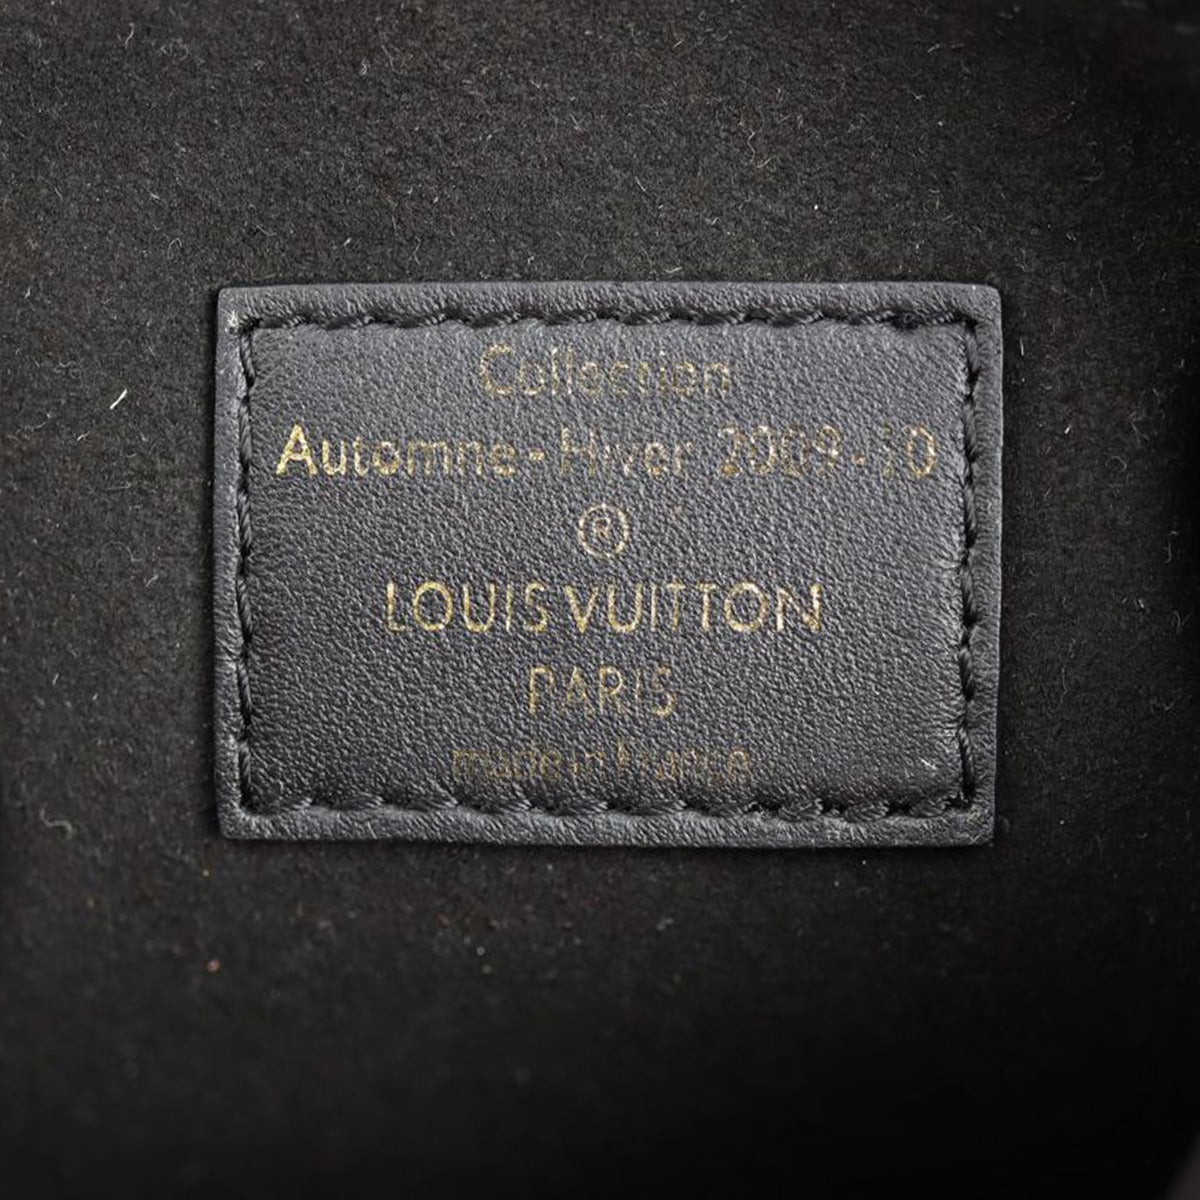 Collection
Automne-Hiver 2009-10
®
LOUIS VUITTON
PARIS
made in France